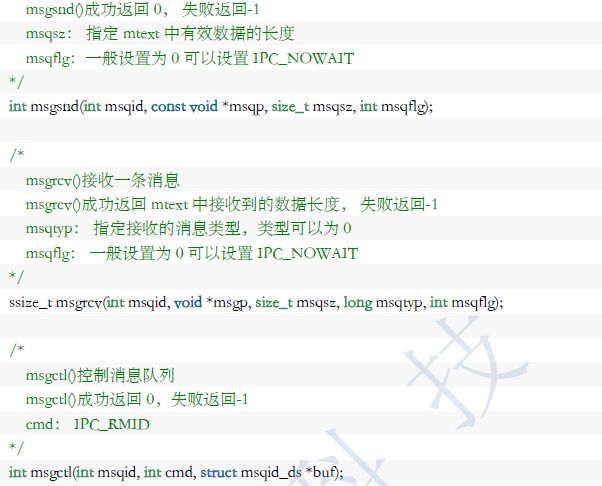 msgsnd()成功返回 0， 失败返回-1
msqsz： 指定 mtext 中有效数据的长度
msqflg：一般设置为 0 可以设置 IPC_NOWAIT
*/
int msgsnd(int msqid, const void *msqp, size_t msqsz, int msqflg);
/*
msgrcv()接收一条消息
msgrcv()成功返回 mtext 中接收到的数据长度， 失败返回-1
msqtyp： 指定接收的消息类型，类型可以为 0
msqflg： 一般设置为 0 可以设置 IPC_NOWAIT
*/
ssize_t msgrcv(int msqid, void *msgp, size_t msqsz, long msqtyp, int msqflg);
/*
msgctl()控制消息队列
msgctl()成功返回 0，失败返回-1
cmd： IPC_RMID
*/
int msgctl(int msqid, int cmd, struct msqid_ds *buf);
科技